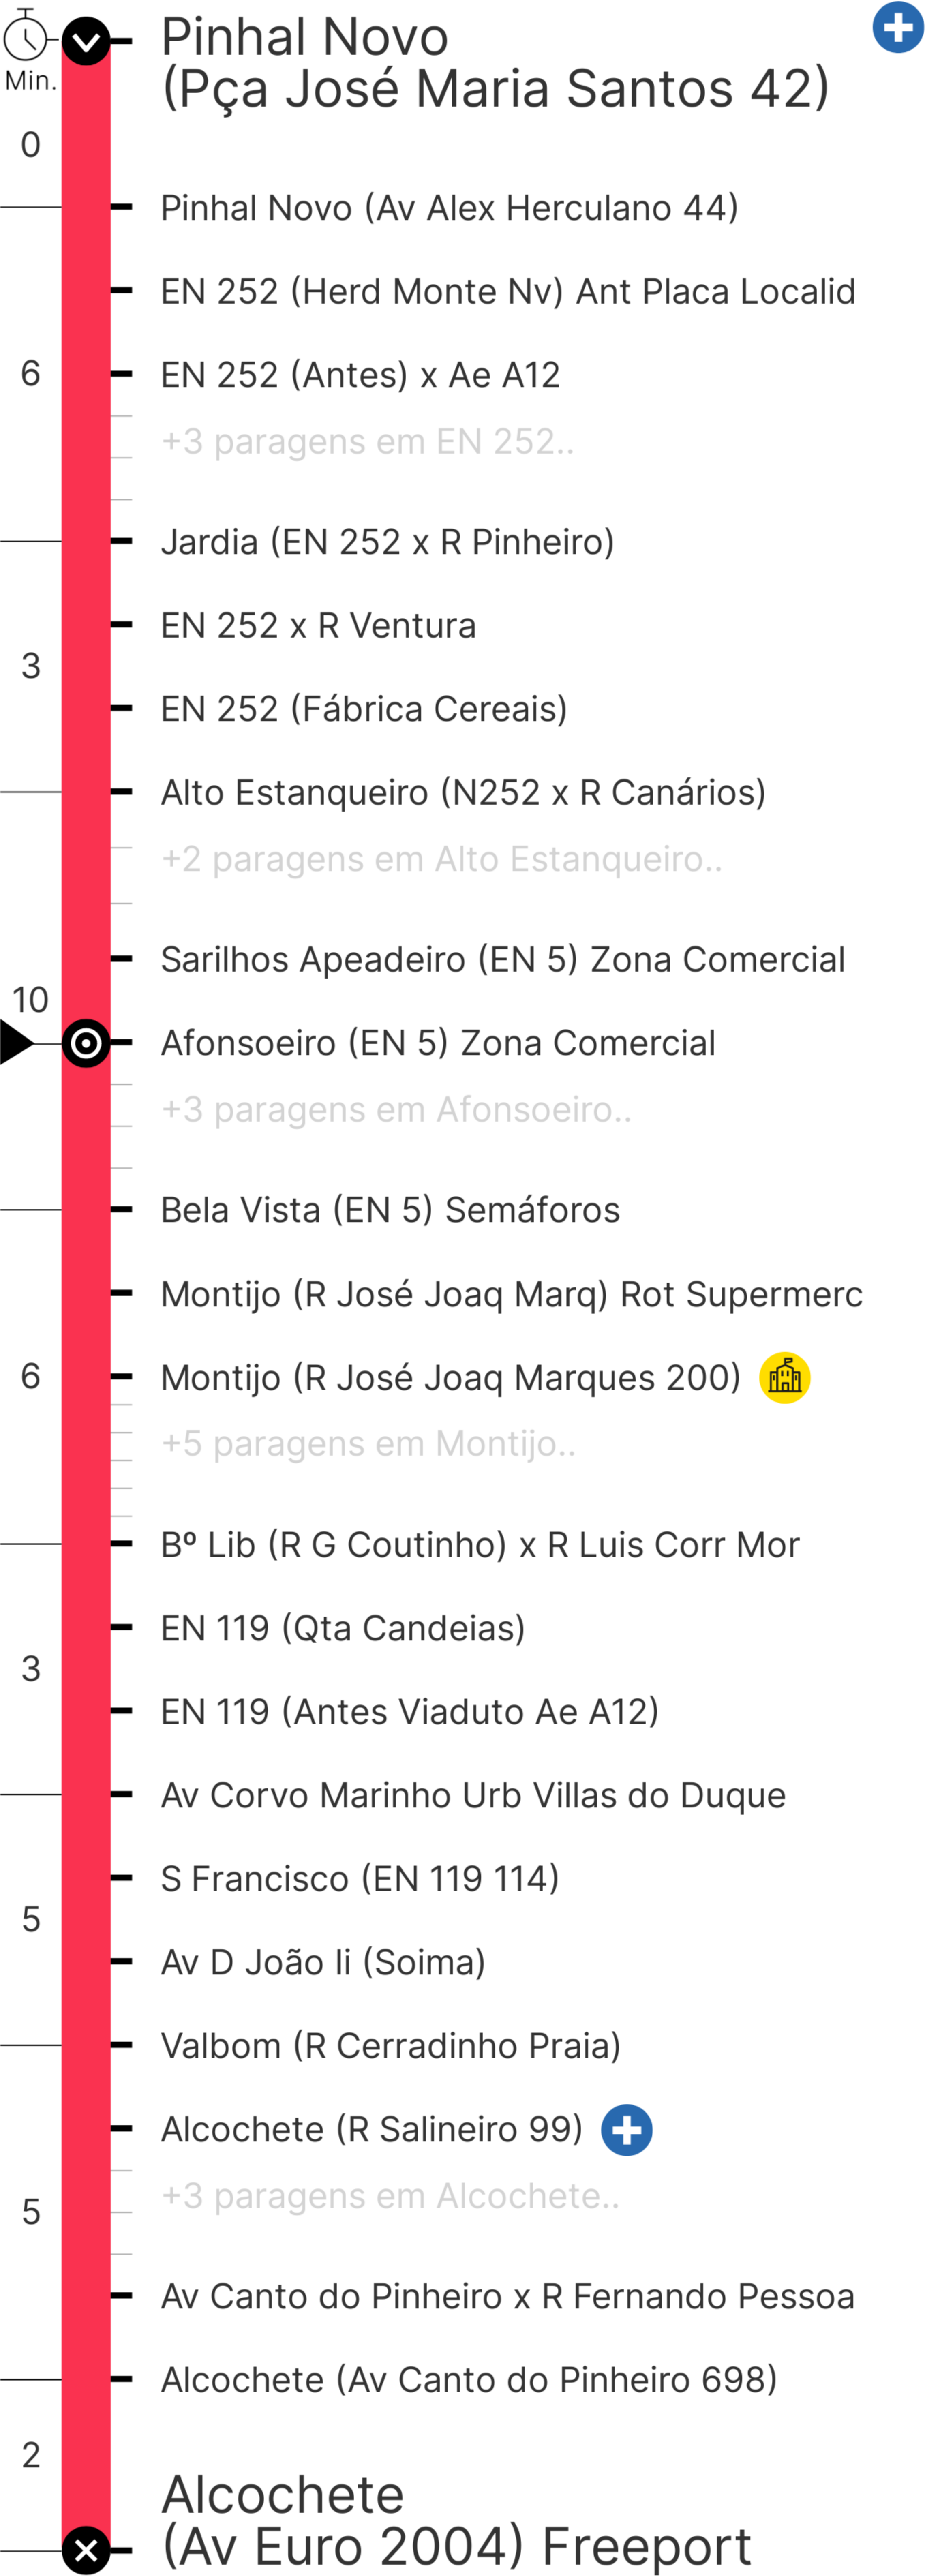 Pinhal Novo
(Pça José Maria Santos 42)
Min.
0
Pinhal Novo (Av Alex Herculano 44)
EN 252 (Herd Monte Nv) Ant Placa Localid
6
EN 252 (Antes) x Ae A12
+3 paragens em EN 252..
Jardia (EN 252 x R Pinheiro)
EN 252 x R Ventura
3
EN 252 (Fábrica Cereais)
Alto Estanqueiro (N252 x R Canários)
+2 paragens em Alto Estanqueiro..
Sarilhos Apeadeiro (EN 5) Zona Comercial
10
Afonsoeiro (EN 5) Zona Comercial
+3 paragens em Afonsoeiro..
Bela Vista (EN 5) Semáforos
Montijo (R José Joaq Marq) Rot Supermerc
6
Montijo (R José Joaq Marques 200)
+5 paragens em Montijo..
Bº Lib (R G Coutinho) x R Luis Corr Mor
EN 119 (Qta Candeias)
3
EN 119 (Antes Viaduto Ae A12)
Av Corvo Marinho Urb Villas do Duque
S Francisco (EN 119 114)
5
Av D João Ii (Soima)
Valbom (R Cerradinho Praia)
Alcochete (R Salineiro 99)
+3 paragens em Alcochete..
5
Av Canto do Pinheiro x R Fernando Pessoa
Alcochete (Av Canto do Pinheiro 698)
2
Alcochete
(Av Euro 2004) Freeport